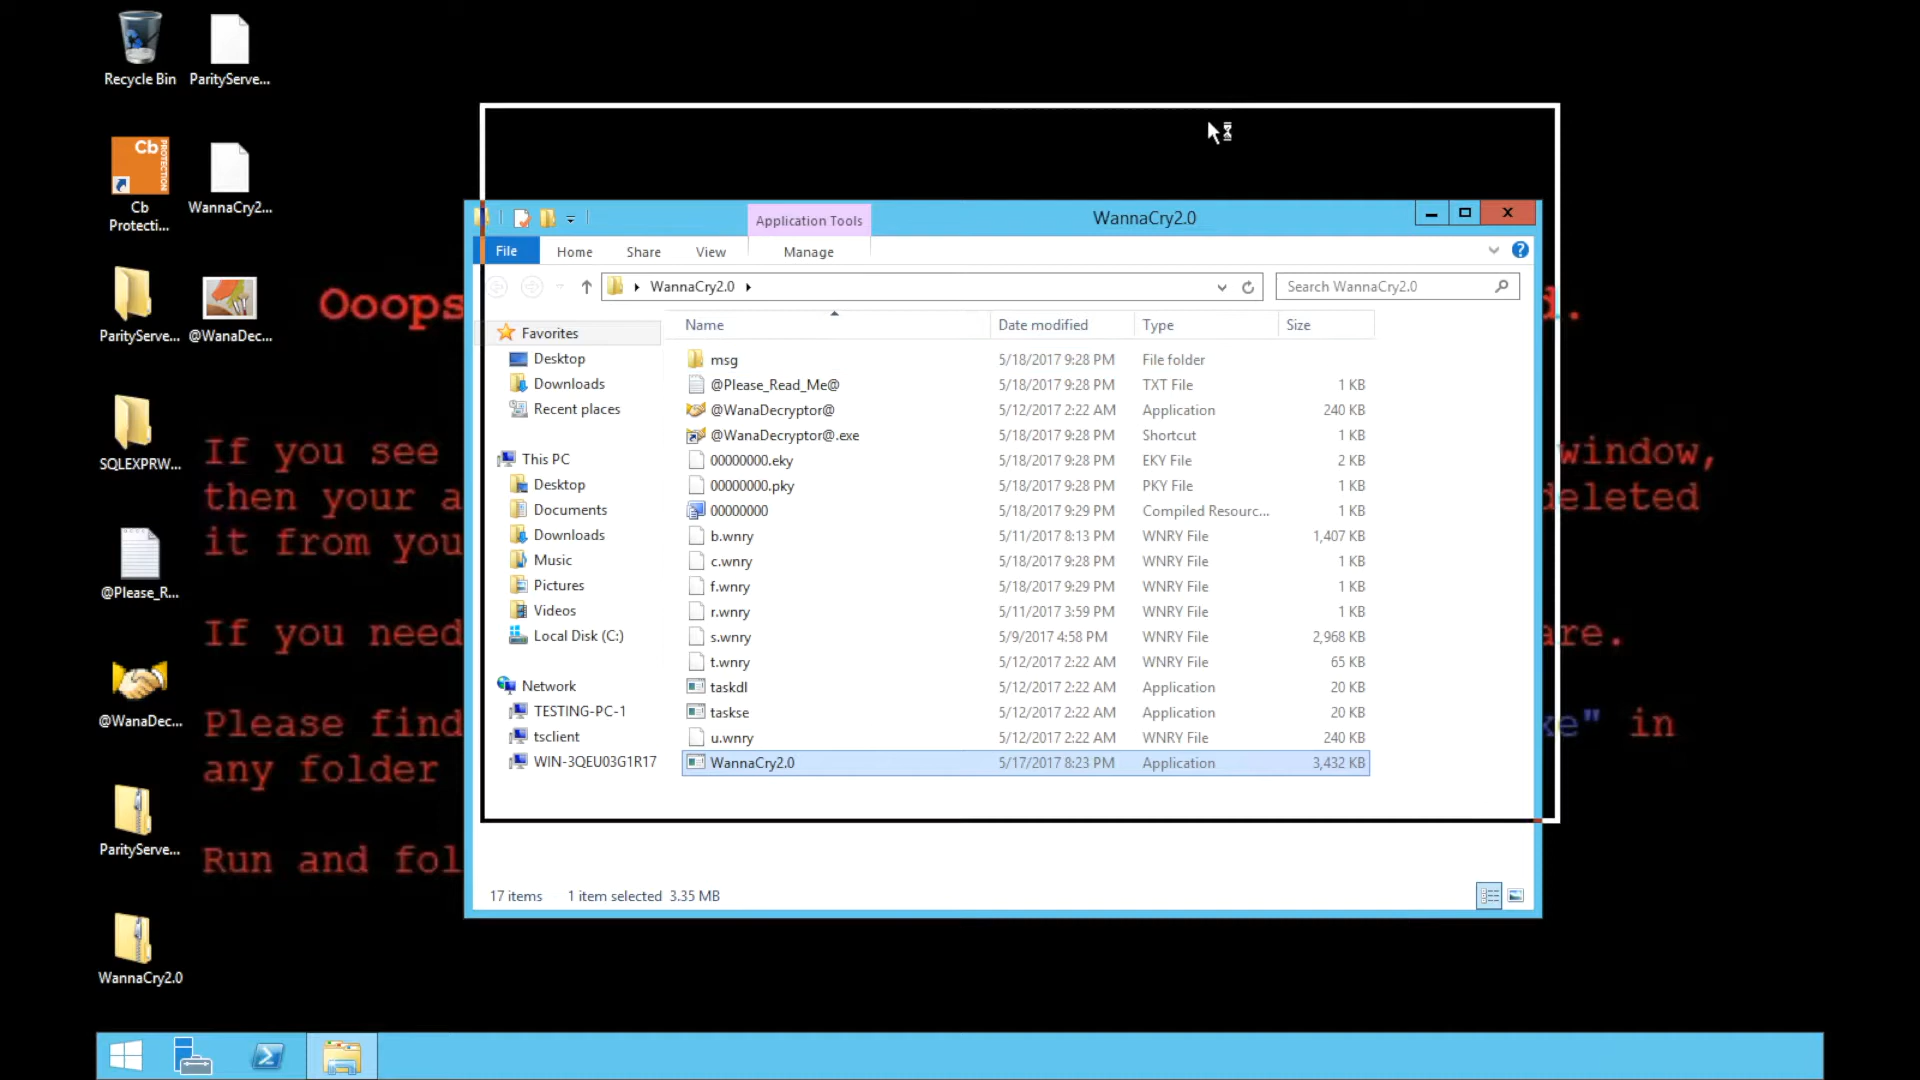 Recycle Bin
ParityServe...
Cb
PROTECTION
Cb
Protecti...
WannaCry2...
ParityServe...
@WanaDec...
SQLEXPRW...
@Please_R...
@WanaDec...
ParityServe...
WannaCry2.0
Ooops
d.
If you see
window,
then your a
deleted
it from you
If you need
are.
Please find
xe" in
any folder
Run and fol
Application Tools
WannaCry2.0
File
Home
Share
View
Manage
WannaCry2.0
Search WannaCry2.0
Favorites
Desktop
Downloads
Recent places
This PC
Desktop
Documents
Downloads
Music
Pictures
Videos
Local Disk (C:)
Network
TESTING-PC-1
tsclient
WIN-3QEU03G1R17
Name Date modified Type Size
msg 5/18/2017 9:28 PM File folder
@Please_Read_Me@ 5/18/2017 9:28 PM TXT File 1 KB
@WanaDecryptor@ 5/12/2017 2:22 AM Application 240 KB
@WanaDecryptor@.exe 5/18/2017 9:28 PM Shortcut 1 KB
00000000.eky 5/18/2017 9:28 PM EKY File 2 KB
00000000.pky 5/18/2017 9:28 PM PKY File 1 KB
00000000 5/18/2017 9:29 PM Compiled Resourc... 1 KB
b.wnry 5/11/2017 8:13 PM WNRY File 1,407 KB
c.wnry 5/18/2017 9:28 PM WNRY File 1 KB
f.wnry 5/18/2017 9:29 PM WNRY File 1 KB
r.wnry 5/11/2017 3:59 PM WNRY File 1 KB
s.wnry 5/9/2017 4:58 PM WNRY File 2,968 KB
t.wnry 5/12/2017 2:22 AM WNRY File 65 KB
taskdl 5/12/2017 2:22 AM Application 20 KB
taskse 5/12/2017 2:22 AM Application 20 KB
u.wnry 5/12/2017 2:22 AM WNRY File 240 KB
WannaCry2.0 5/17/2017 8:23 PM Application 3,432 KB
17 items 1 item selected 3.35 MB